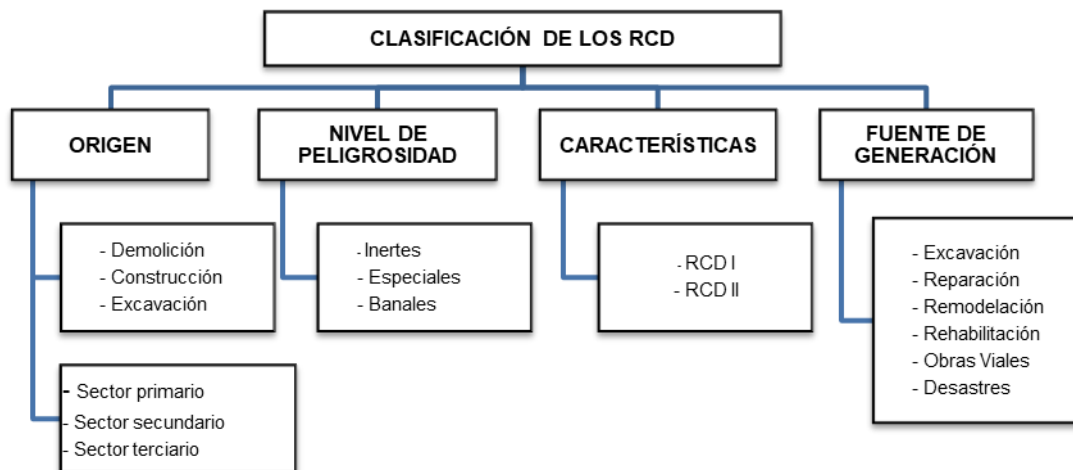 CLASIFICACIÓN DE LOS RCD
ORIGEN
- Demolición
- Construcción
- Excavación
- Sector primario
- Sector secundario
- Sector terciario
NIVEL DE
PELIGROSIDAD
- Inertes
- Especiales
- Banales
CARACTERÍSTICAS
- RCD I
- RCD II
FUENTE DE
GENERACIÓN
- Excavación
- Reparación
- Remodelación
- Rehabilitación
- Obras Viales
- Desastres